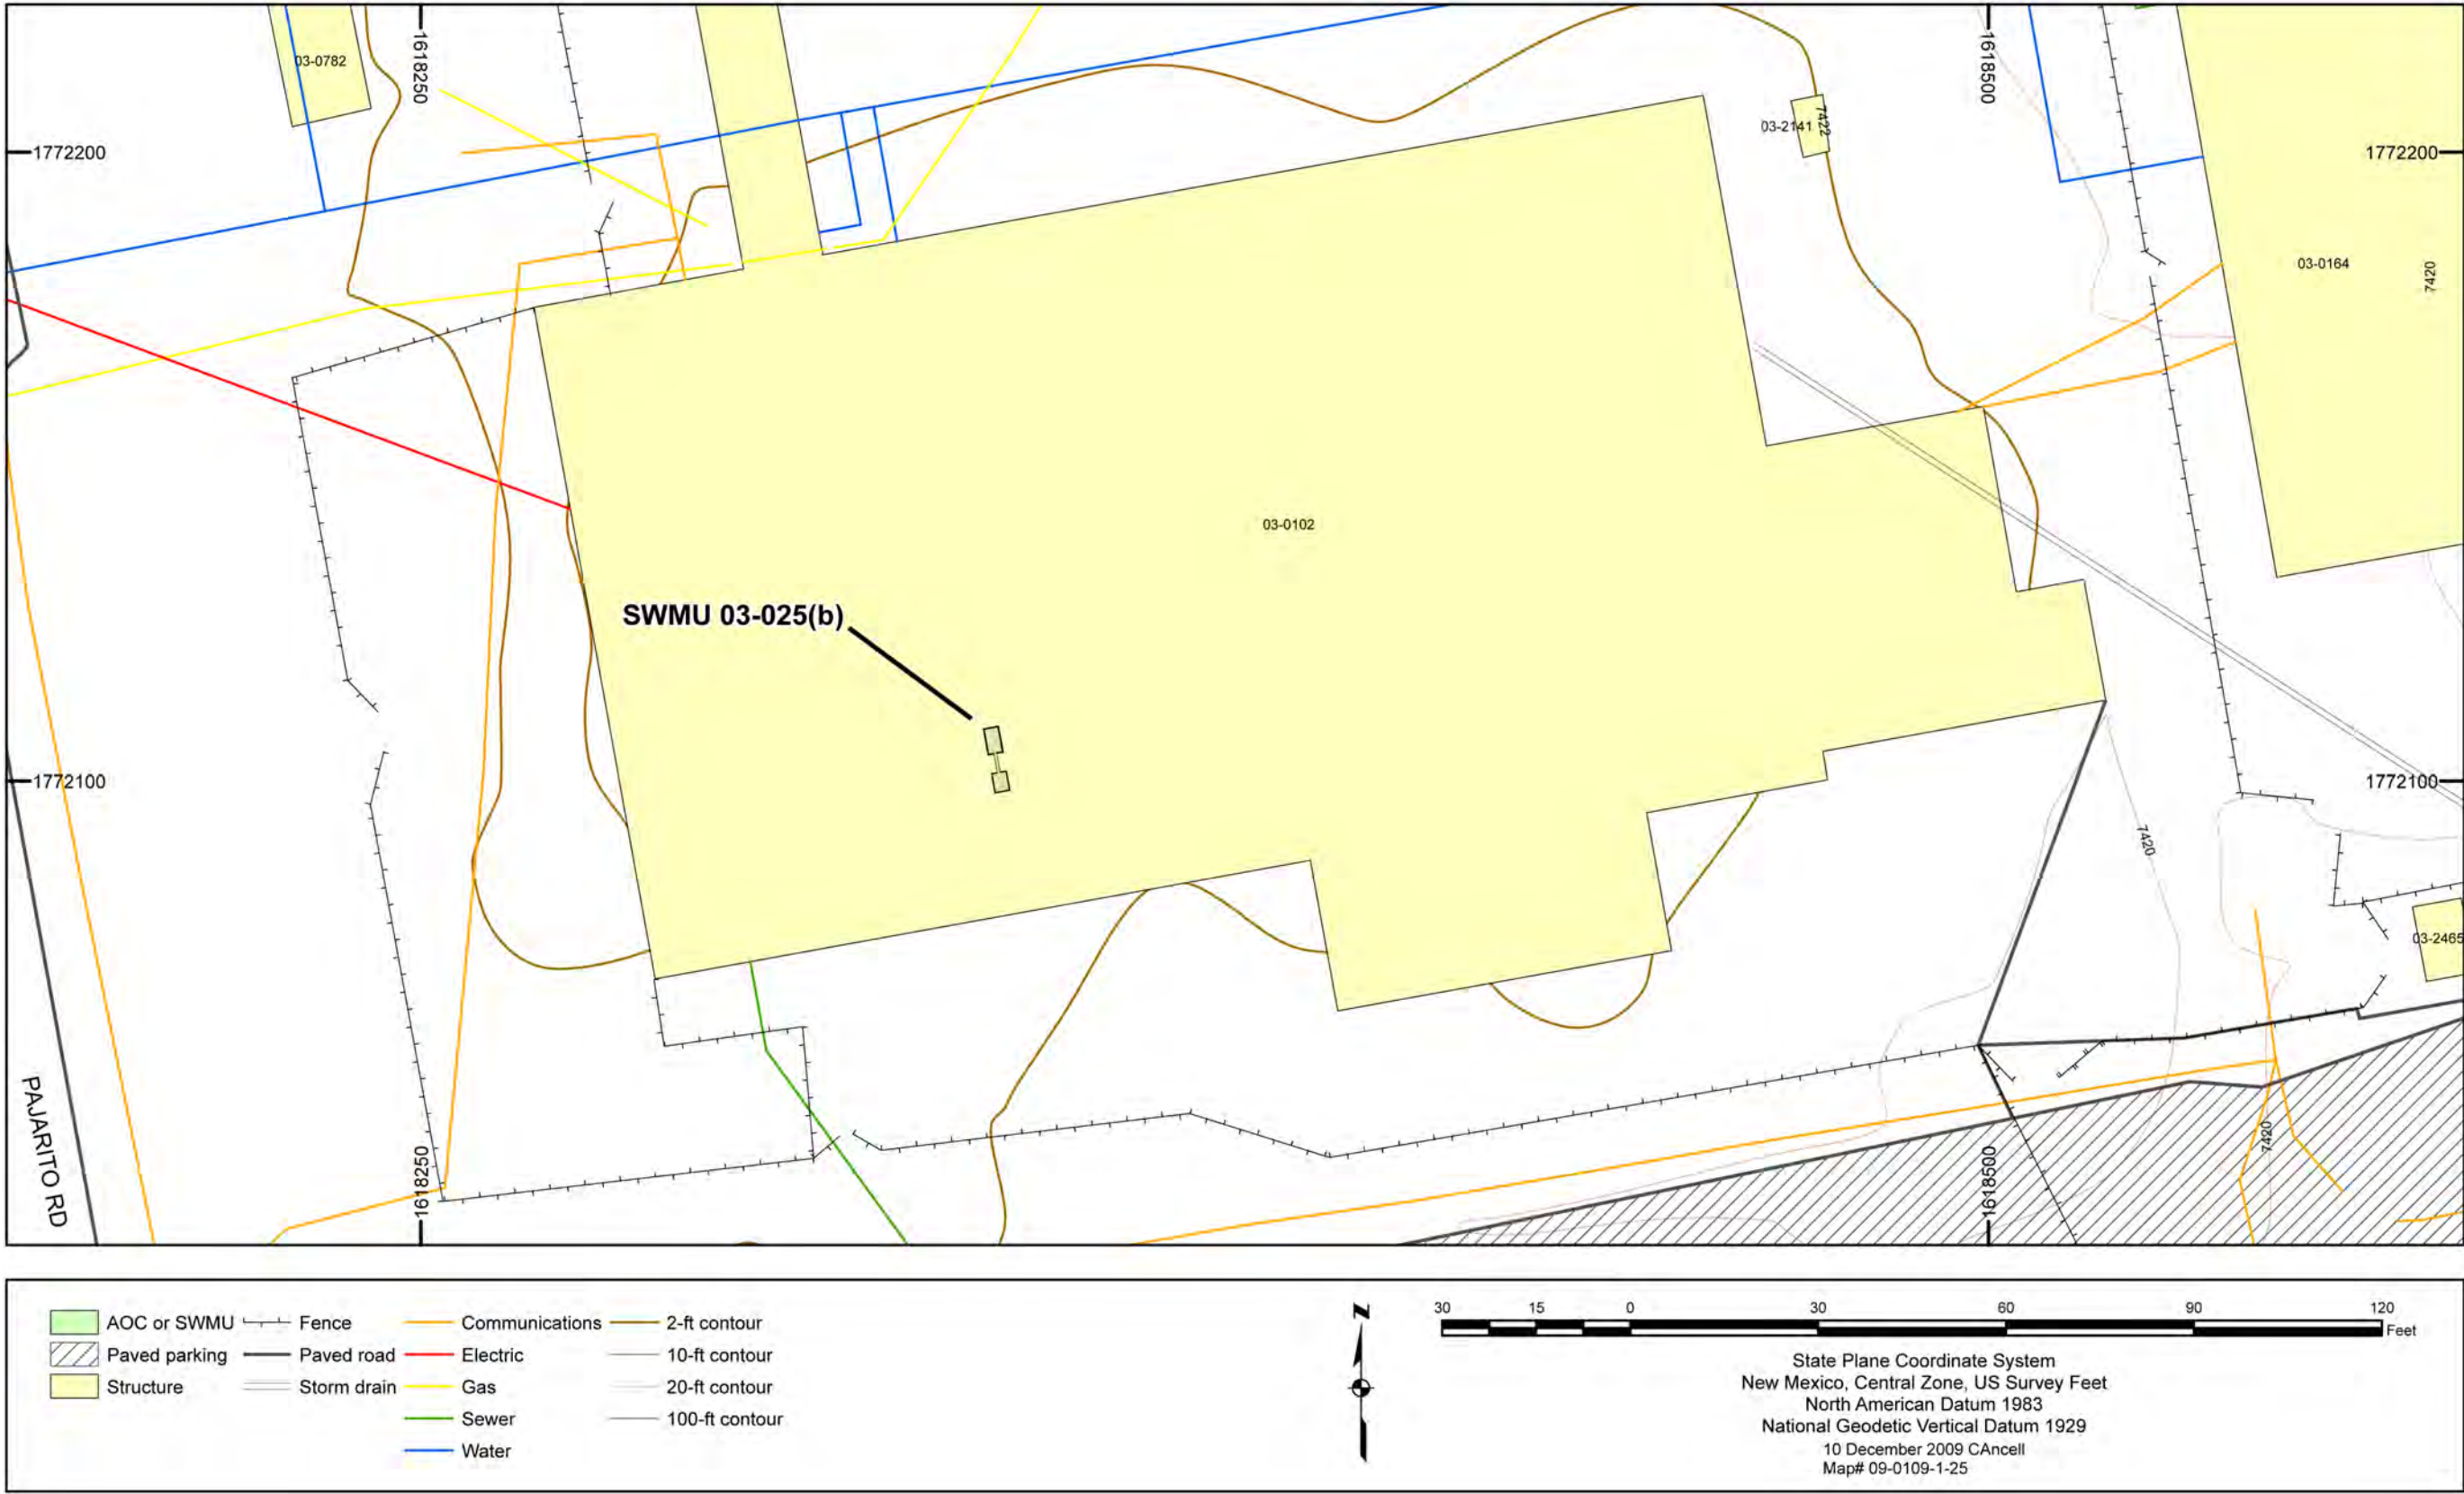 03-0782
1618250
1618500
1772200
03-2141
7422
1772200
03-0164
7420
03-0102
SWMU 03-025(b)
1772100
1772100
7420
03-2465
PAJARITO RD
1618250
1618500
7420
AOC or SWMU
Paved parking
Structure
Fence
Paved road
Storm drain
Communications
Electric
Gas
Sewer
Water
2-ft contour
10-ft contour
20-ft contour
100-ft contour
N
30 15 0 30 60 90 120
Feet
State Plane Coordinate System
New Mexico, Central Zone, US Survey Feet
North American Datum 1983
National Geodetic Vertical Datum 1929
10 December 2009 CAncell
Map# 09-0109-1-25